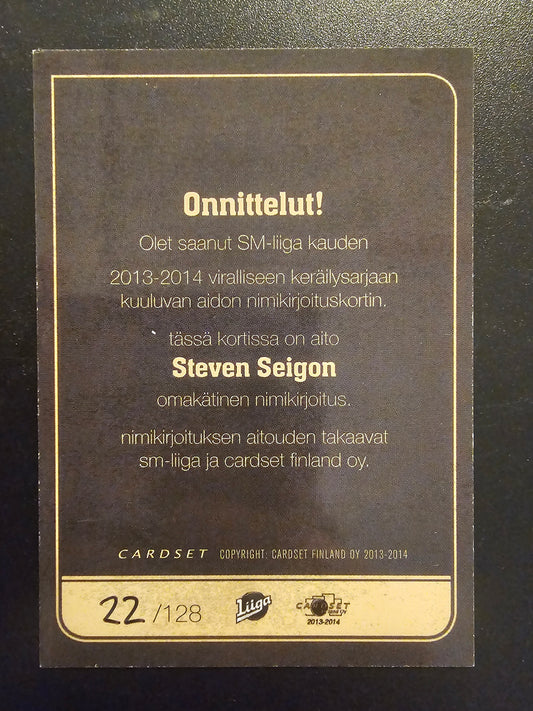 Onnittelut!
Olet saanut SM-liiga kauden
2013-2014 viralliseen keräilysarjaan
kuuluvan aidon nimikirjoituskortin.
tässä kortissa on aito
Steven Seigon
omakätinen nimikirjoitus.
nimikirjoituksen aitouden takaavat
sm-liiga ja cardset finland oy.
CARDSET COPYRIGHT: CARDSET FINLAND OY 2013-2014
22/128 Liiga CARDSET
2013-2014